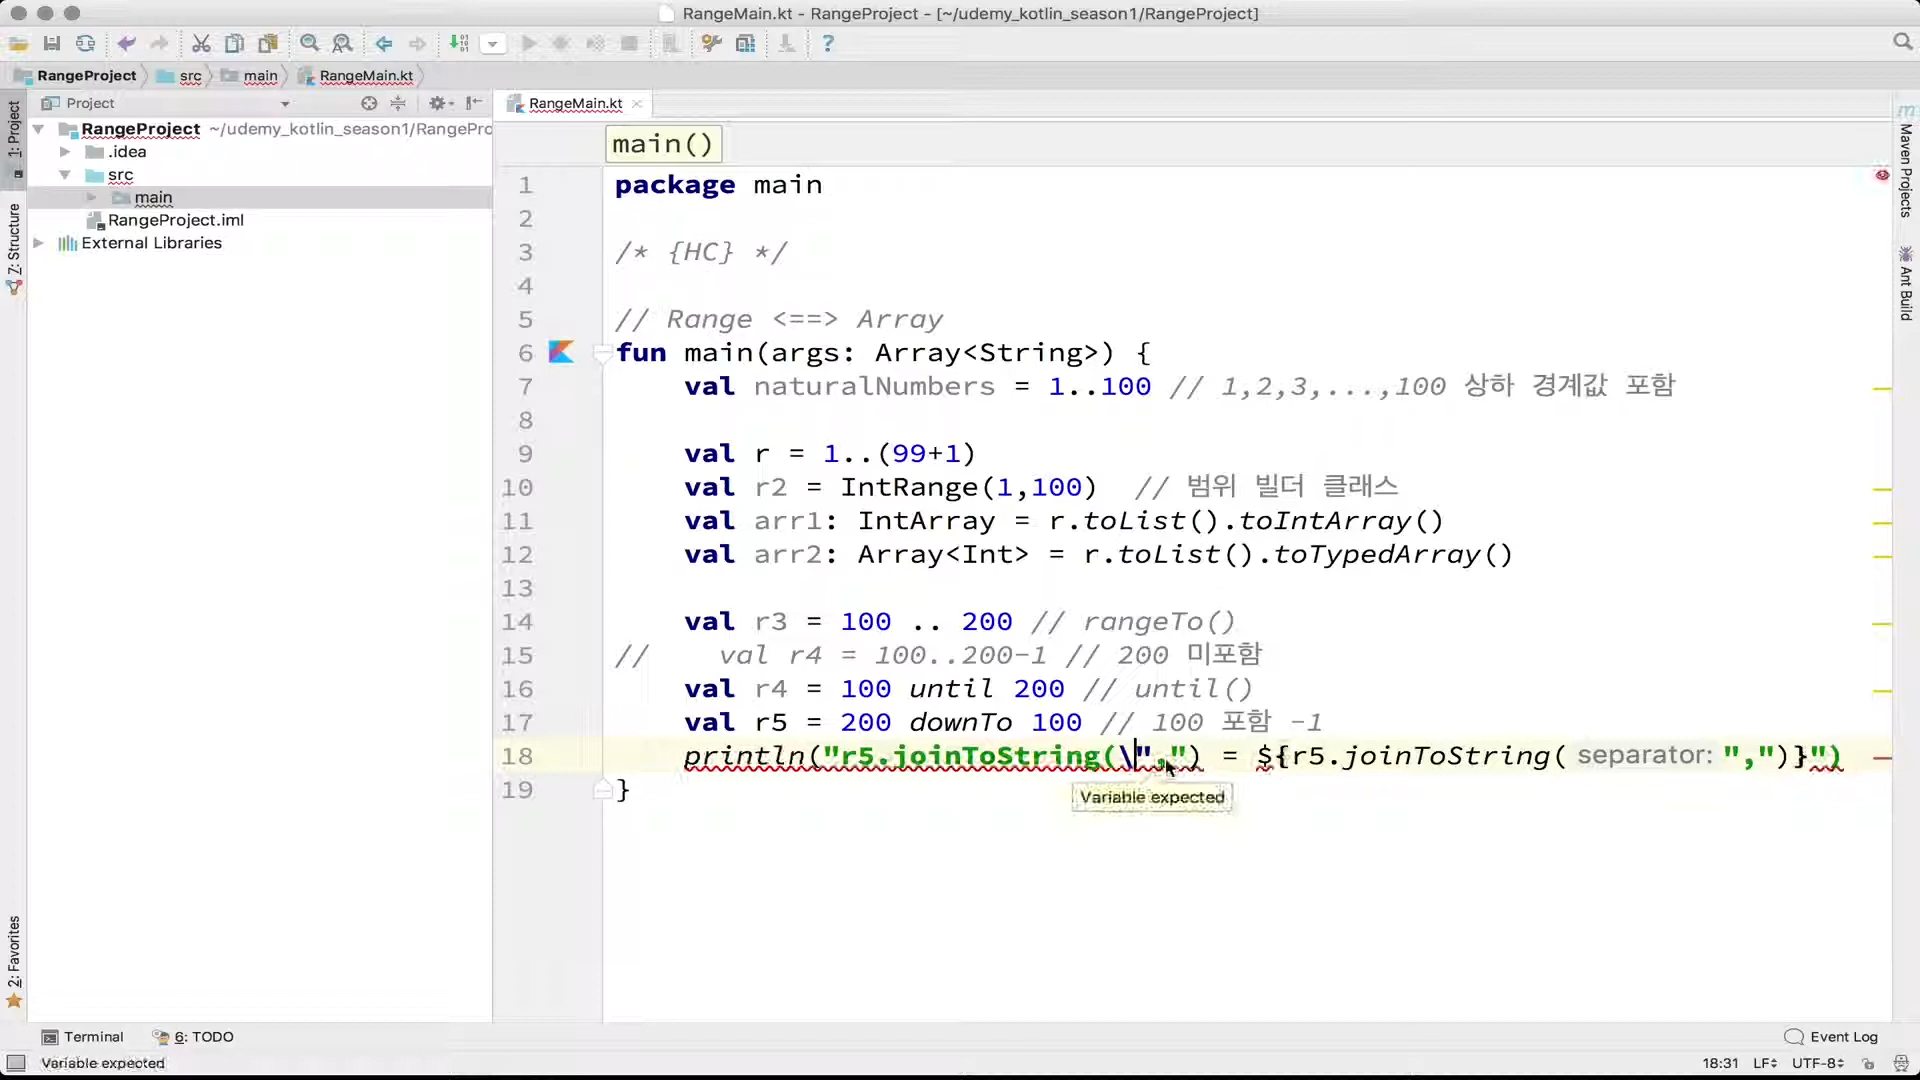 RangeMain.kt - RangeProject - [~/udemy_kotlin_season1/RangeProject]
RangeProject src main RangeMain.kt
Project
RangeMain.kt
RangeProject ~/udemy_kotlin_season1/RangePro
.idea
src
main
RangeProject.iml
External Libraries
1: Project
Z: Structure
2: Favorites
main()
1 package main
2
3 /* {HC} */
4
5 // Range <==> Array
6 fun main(args: Array<String>) {
7 val naturalNumbers = 1..100 // 1,2,3,...,100 상하 경계값 포함
8
9 val r = 1..(99+1)
10 val r2 = IntRange(1,100) // 범위 빌더 클래스
11 val arr1: IntArray = r.toList().toIntArray()
12 val arr2: Array<Int> = r.toList().toTypedArray()
13
14 val r3 = 100 .. 200 // rangeTo()
15 // val r4 = 100..200-1 // 200 미포함
16 val r4 = 100 until 200 // until()
17 val r5 = 200 downTo 100 // 100 포함 -1
18 println("r5.joinToString(\",") = ${r5.joinToString( separator: ",")}")
19 }
Variable expected
Maven Projects
Ant Build
Terminal 6: TODO
Event Log
Variable expected
18:31 LF UTF-8